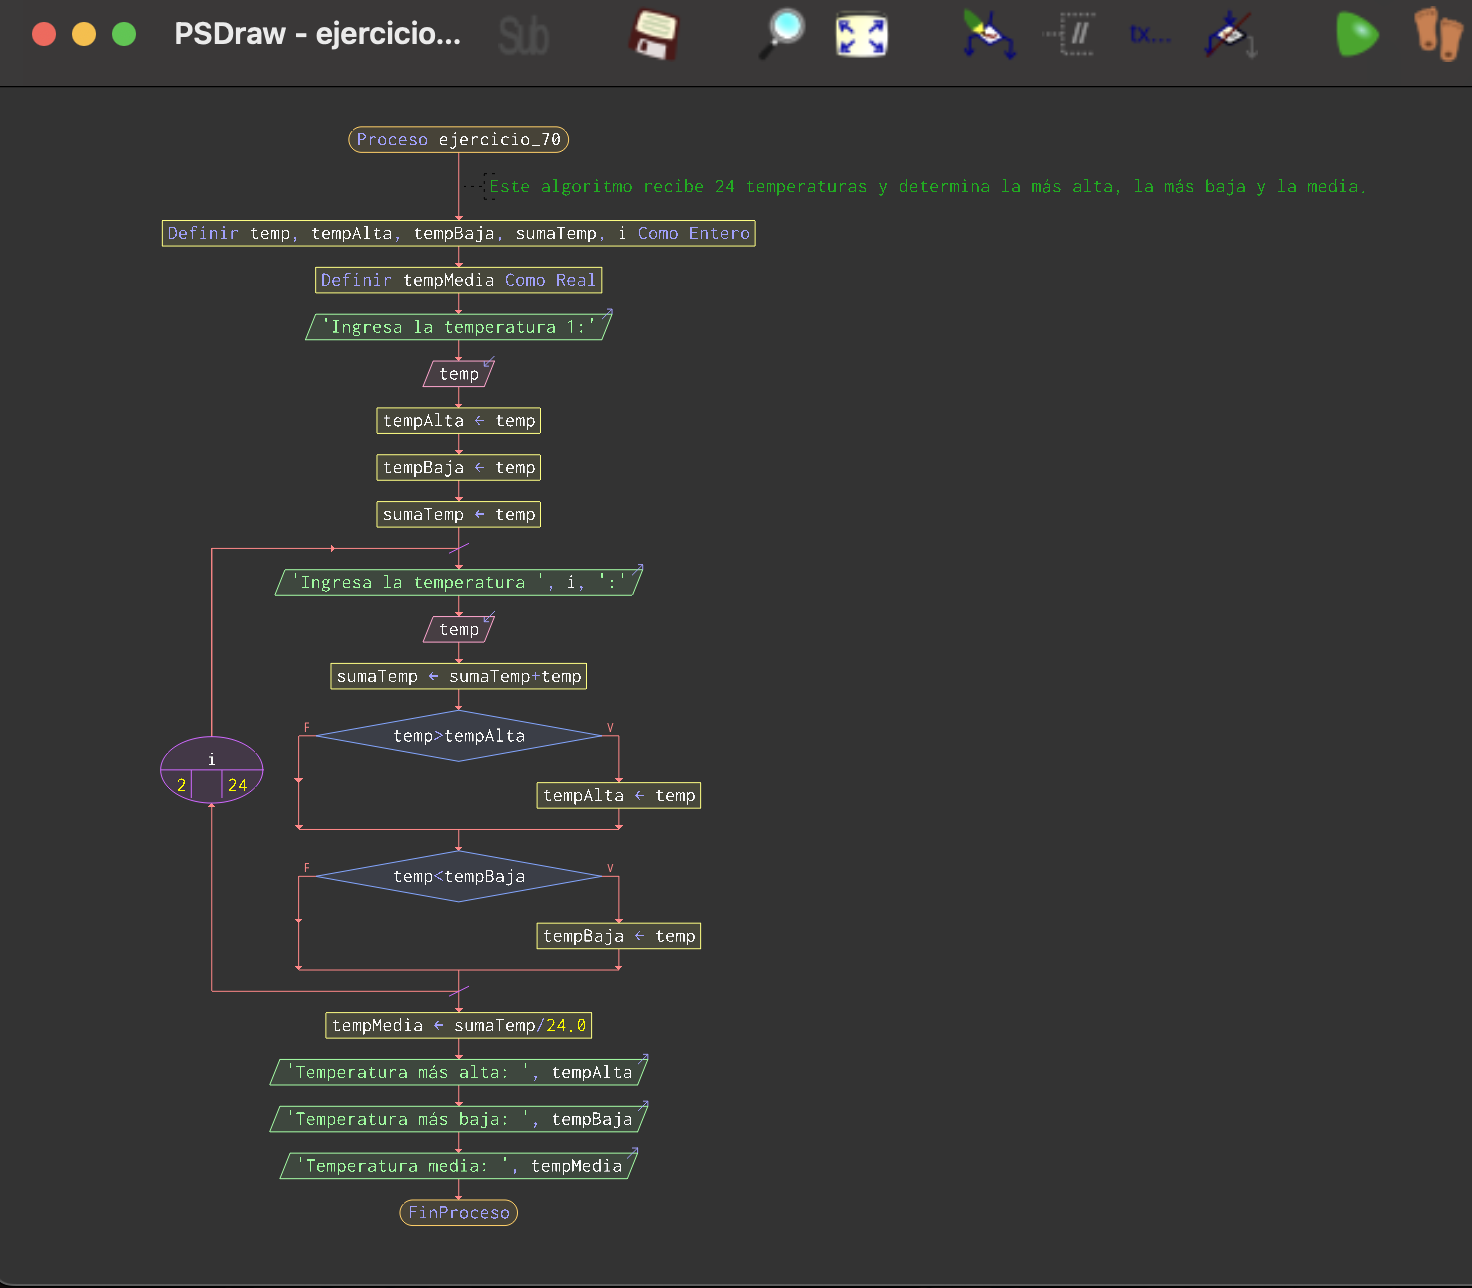 PSDraw - ejercicio...
Sub
//
tx...
Proceso ejercicio_70
Este algoritmo recibe 24 temperaturas y determina la más alta, la más baja y la media.
Definir temp, tempAlta, tempBaja, sumaTemp, i Como Entero
Definir tempMedia Como Real
'Ingresa la temperatura 1:'
temp
tempAlta ← temp
tempBaja ← temp
sumaTemp ← temp
'Ingresa la temperatura ', i, ':'
temp
sumaTemp ← sumaTemp+temp
F
V
temp>tempAlta
i
2
24
tempAlta ← temp
F
V
temp<tempBaja
tempBaja ← temp
tempMedia ← sumaTemp/24.0
'Temperatura más alta: ', tempAlta
'Temperatura más baja: ', tempBaja
'Temperatura media: ', tempMedia
FinProceso